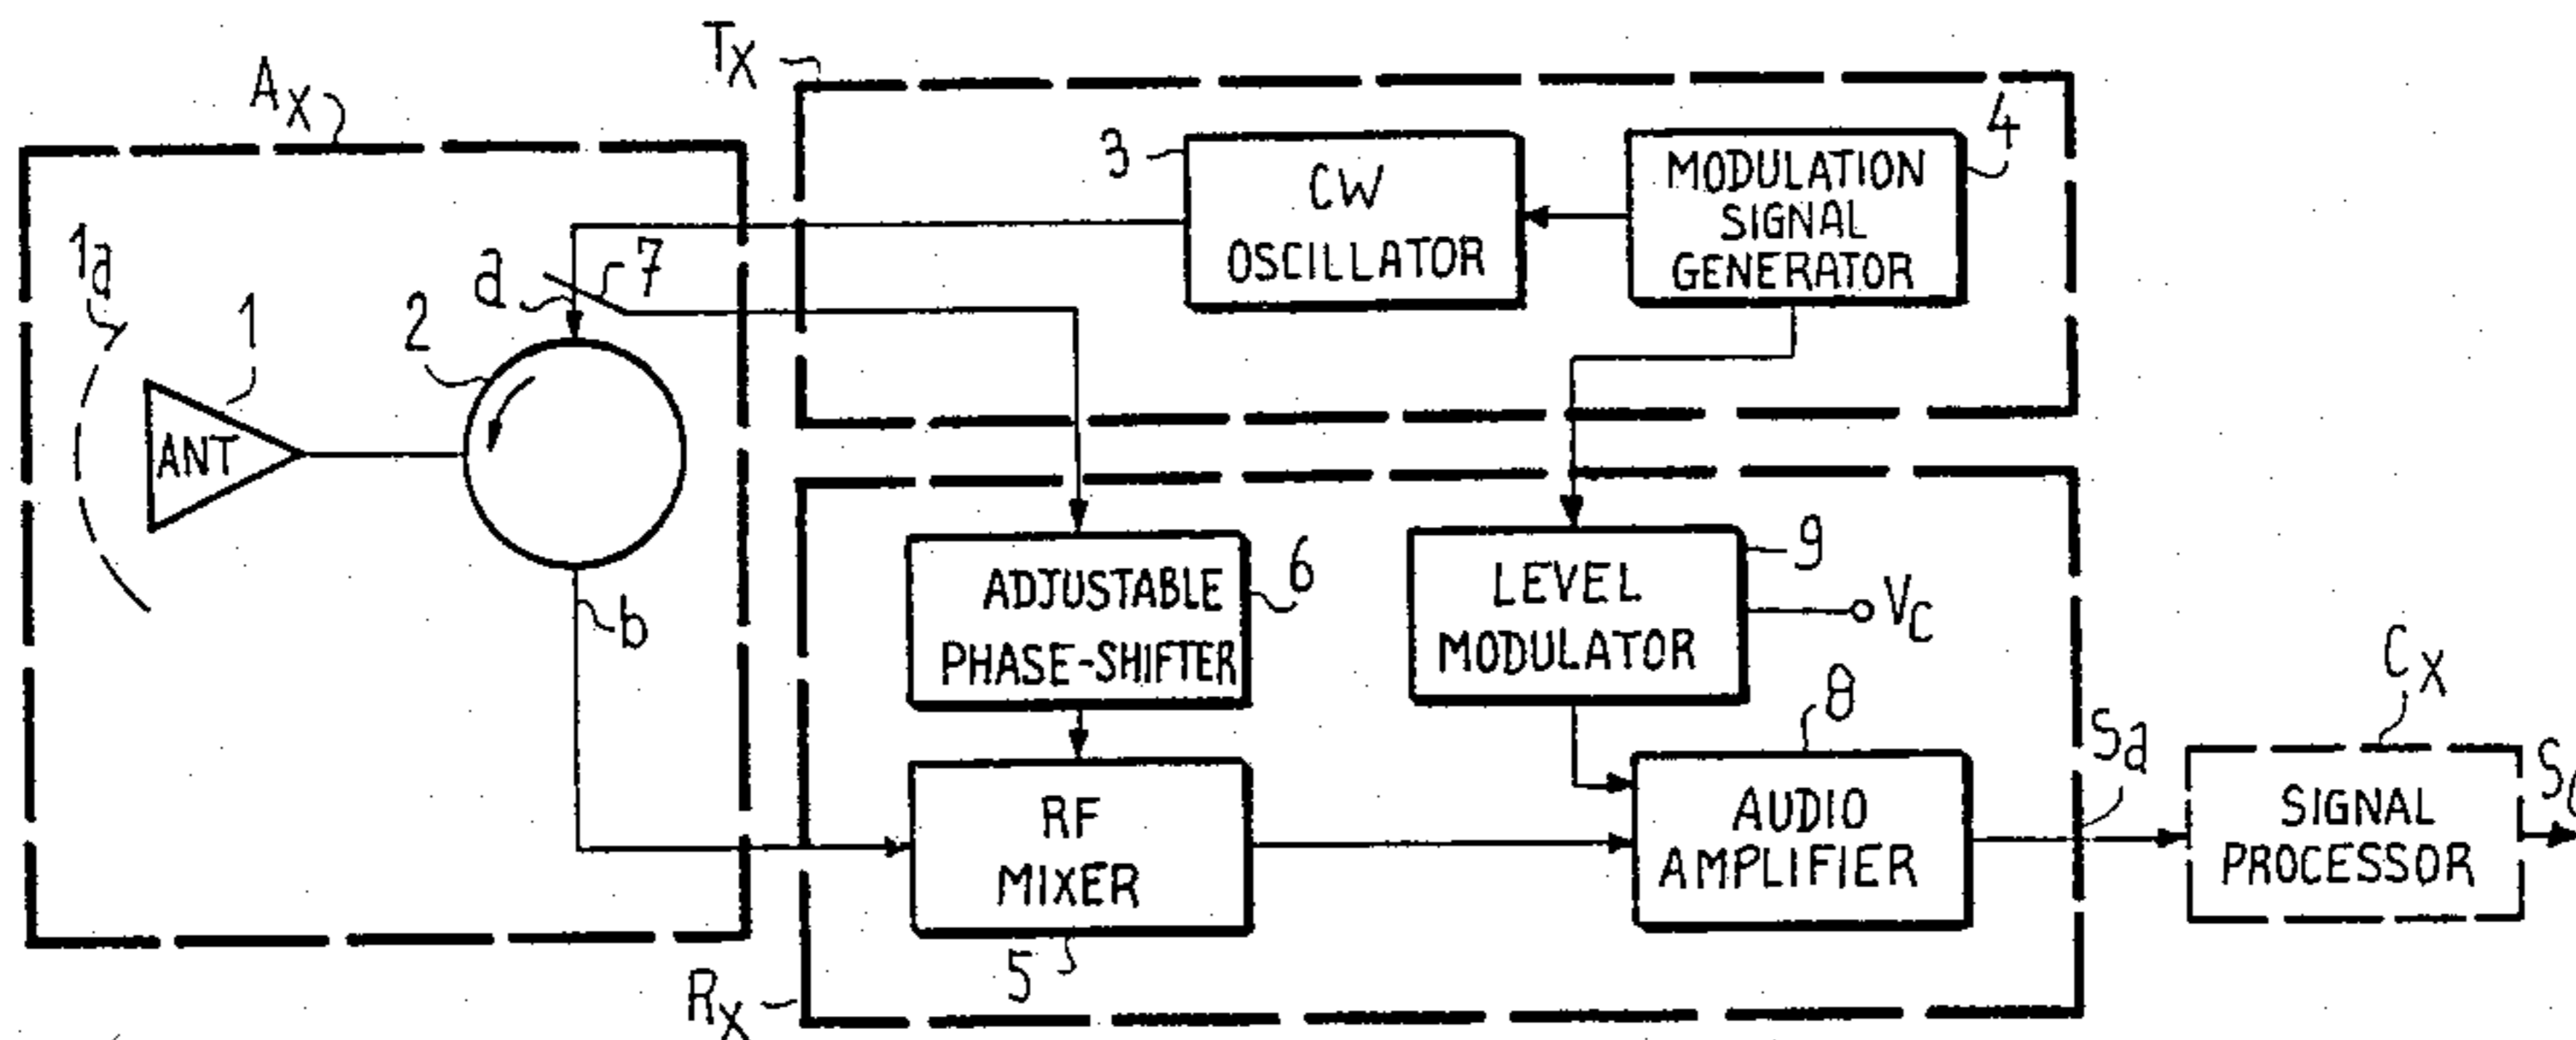 Ax
Tx
1a
1
ANT
2
a
7
b
3
CW
OSCILLATOR
4
MODULATION
SIGNAL
GENERATOR
ADJUSTABLE
PHASE-SHIFTER
6
LEVEL
MODULATOR
9
Vc
RF
MIXER
5
8
AUDIO
AMPLIFIER
Sa
Cx
SIGNAL
PROCESSOR
Rx